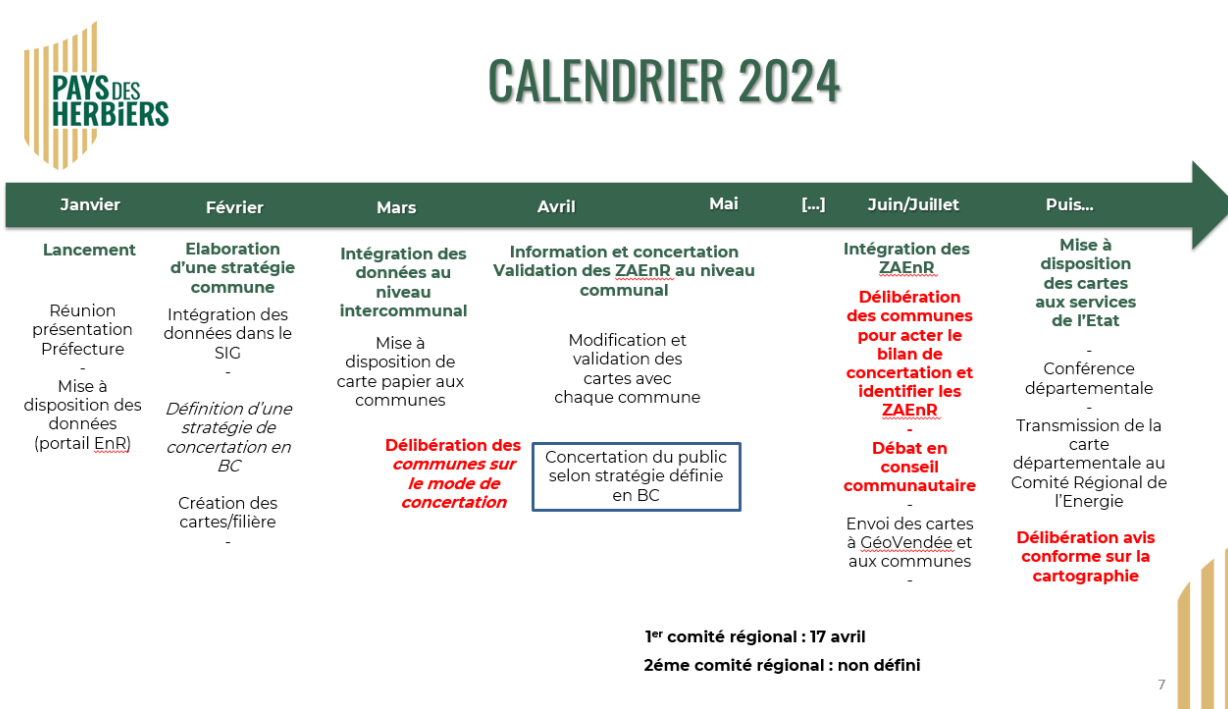 PAYS DES
HERBiERS
CALENDRIER 2024
Janvier
Février
Mars
Avril
Mai
[...]
Juin/Juillet
Puis...
Lancement
Réunion
présentation
Préfecture
-
Mise à
disposition des
données
(portail EnR)
Elaboration
d’une stratégie
commune
Intégration des
données dans le
SIG
-
Définition d’une
stratégie de
concertation en
BC
Création des
cartes/filière
-
Intégration des
données au
niveau
intercommunal
Mise à
disposition de
carte papier aux
communes
Délibération des
communes sur
le mode de
concertation
Information et concertation
Validation des ZAEnR au niveau
communal
Modification et
validation des
cartes avec
chaque commune
Concertation du public
selon stratégie définie
en BC
Intégration des
ZAEnR
Délibération
des communes
pour acter le
bilan de
concertation et
identifier les
ZAEnR
-
Débat en
conseil
communautaire
-
Envoi des cartes
à GéoVendée et
aux communes
-
Mise à
disposition
des cartes
aux services
de l’Etat
-
Conférence
départementale
-
Transmission de la
carte
départementale au
Comité Régional de
l’Energie
Délibération avis
conforme sur la
cartographie
1er comité régional : 17 avril
2éme comité régional : non défini
7